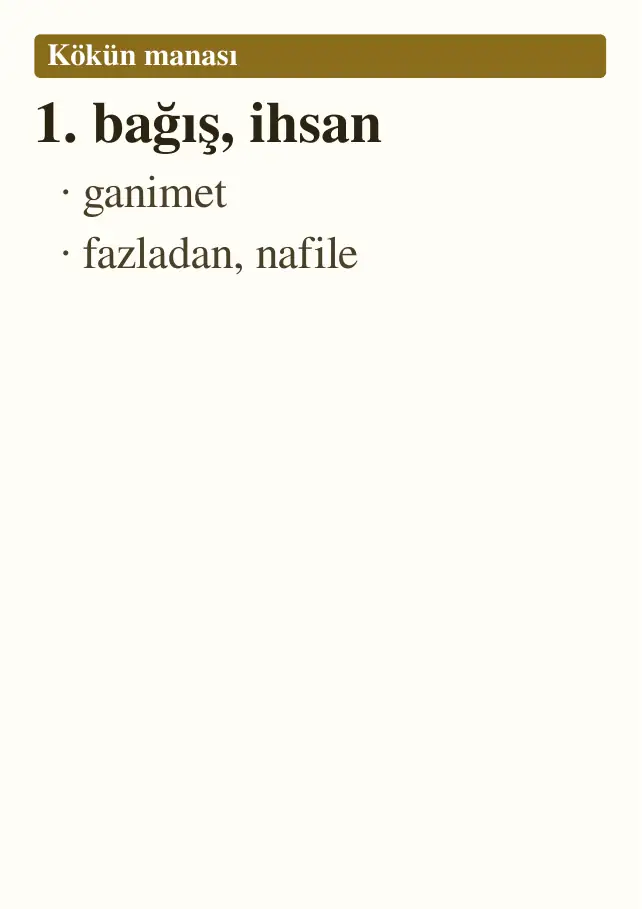 Kökün manası
1. bağış, ihsan
· ganimet
· fazladan, nafile